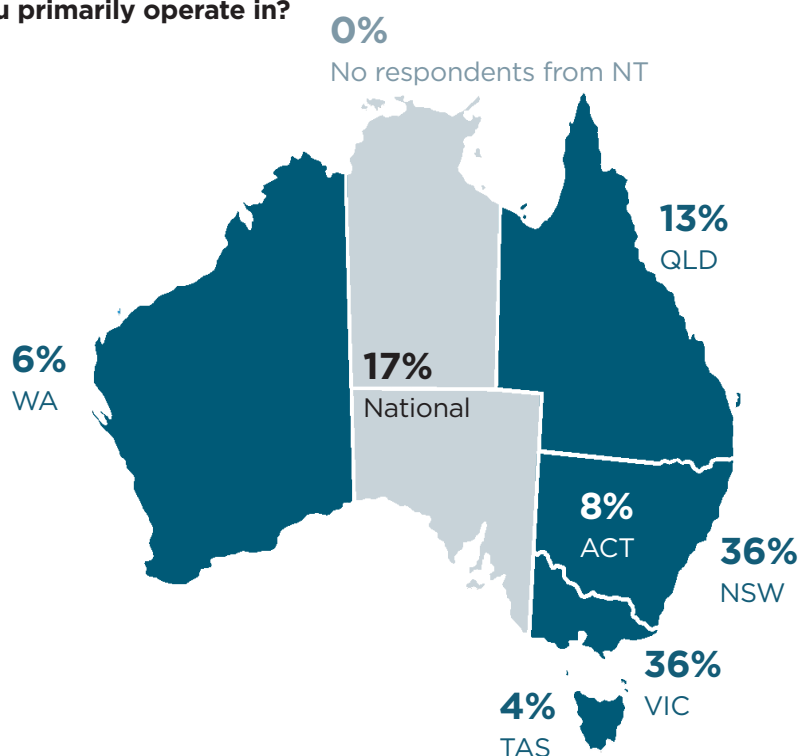 u primarily operate in?
0%
No respondents from NT
13%
QLD
6%
WA
17%
National
8%
ACT
36%
NSW
36%
VIC
4%
TAS